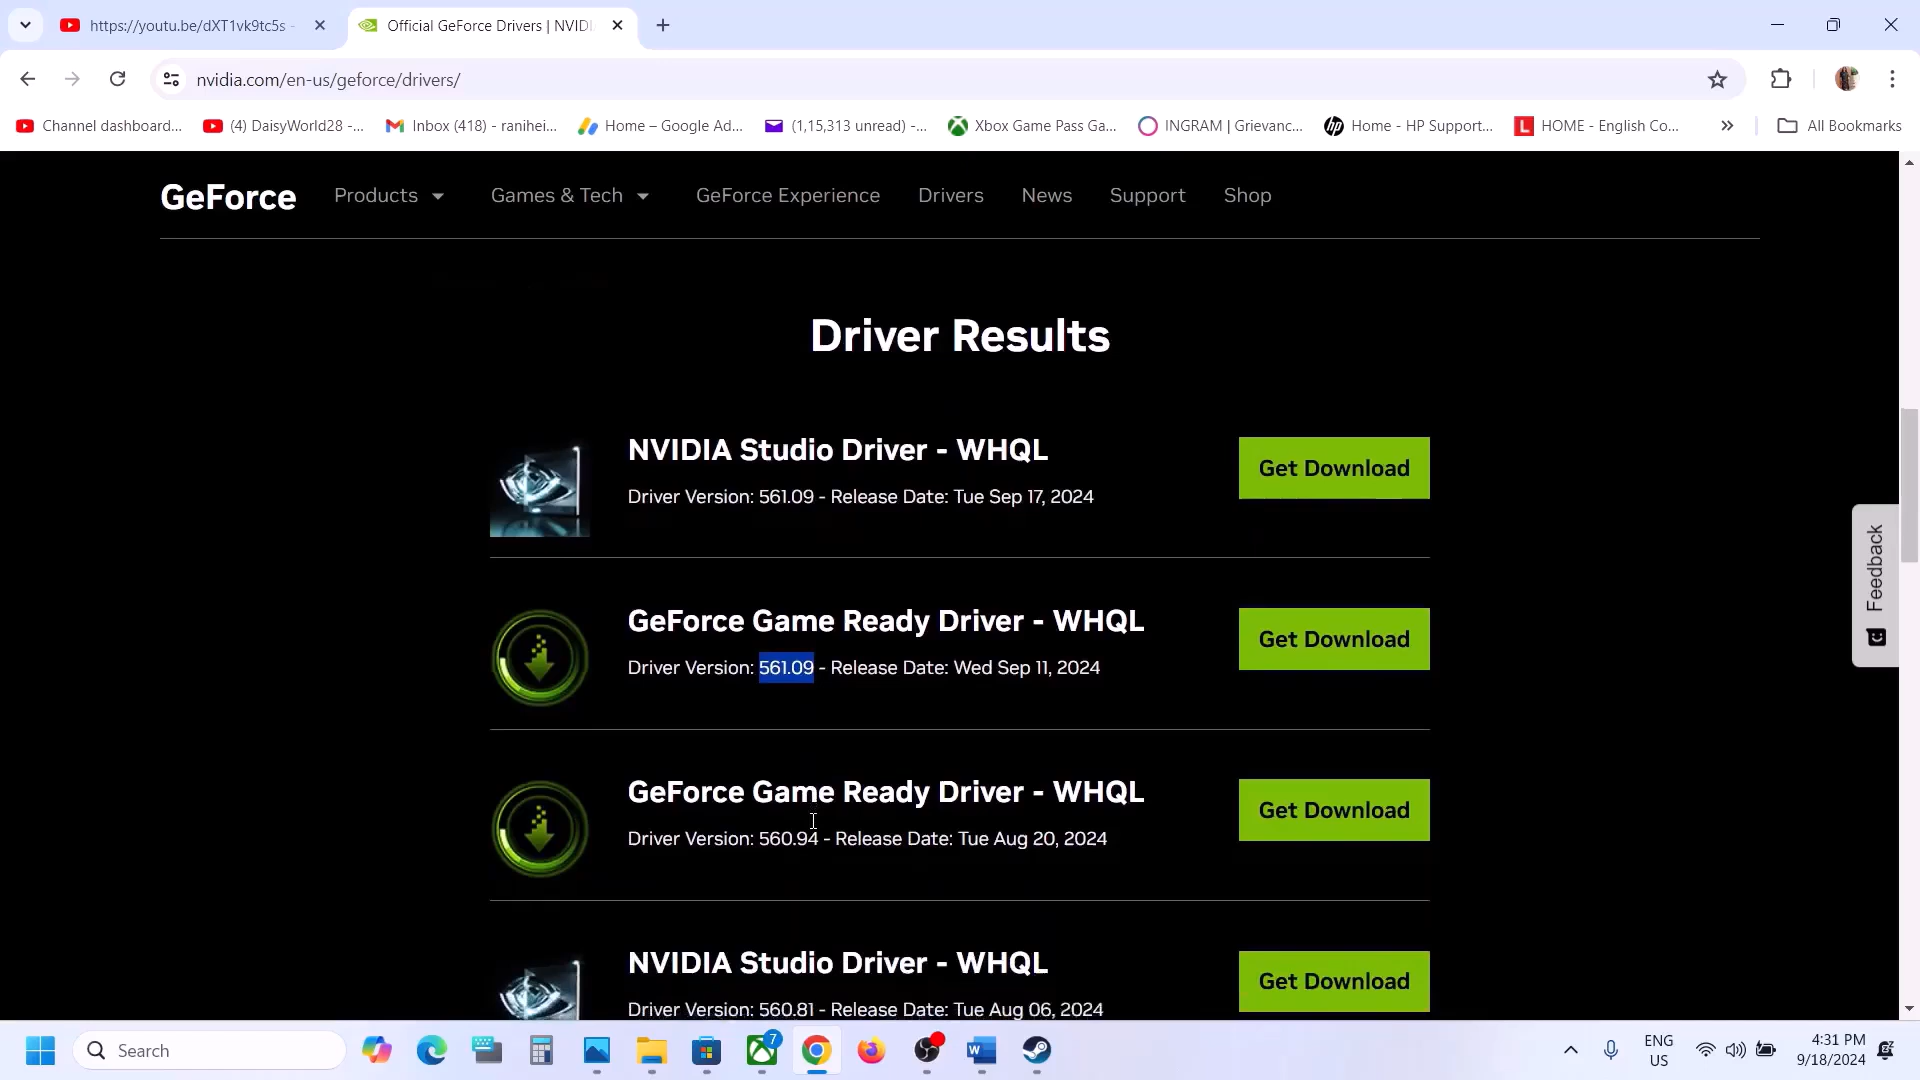 https://youtu.be/dXT1vk9tc5s -
Official GeForce Drivers | NVIDI
nvidia.com/en-us/geforce/drivers/
Channel dashboard...
(4) DaisyWorld28 -...
Inbox (418) - ranihei...
Home – Google Ad...
(1,15,313 unread) -...
Xbox Game Pass Ga...
INGRAM | Grievanc...
Home - HP Support...
HOME - English Co...
All Bookmarks
GeForce
Products
Games & Tech
GeForce Experience
Drivers
News
Support
Shop
Driver Results
NVIDIA Studio Driver - WHQL
Driver Version: 561.09 - Release Date: Tue Sep 17, 2024
Get Download
GeForce Game Ready Driver - WHQL
Driver Version: 561.09 - Release Date: Wed Sep 11, 2024
Get Download
GeForce Game Ready Driver - WHQL
Driver Version: 560.94 - Release Date: Tue Aug 20, 2024
Get Download
NVIDIA Studio Driver - WHQL
Driver Version: 560.81 - Release Date: Tue Aug 06, 2024
Get Download
Feedback
Search
7
ENG
US
4:31 PM
9/18/2024